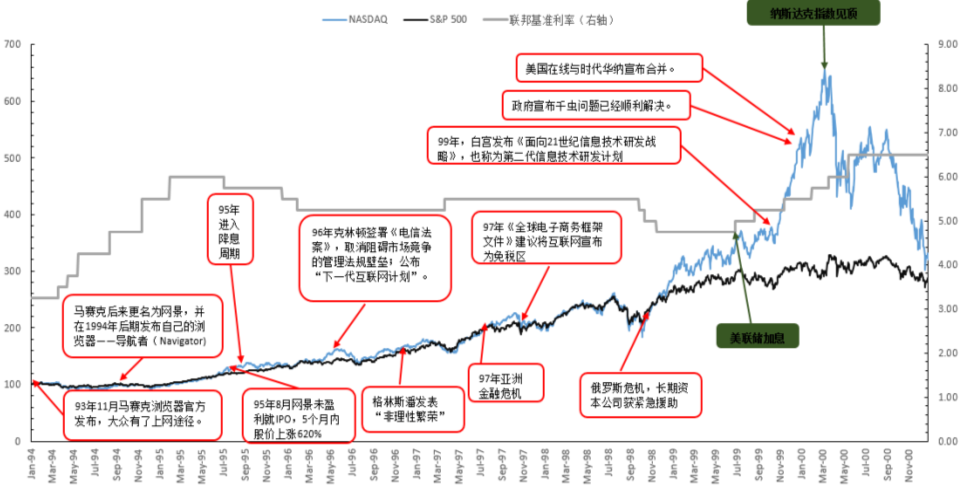 NASDAQ
S&P 500
联邦基准利率（右轴）
纳斯达克指数见顶
700
600
500
400
300
200
100
0
9.00
8.00
7.00
6.00
5.00
4.00
3.00
2.00
1.00
0.00
美国在线与时代华纳宣布合并。
政府宣布千虫问题已经顺利解决。
99年，白宫发布《面向21世纪信息技术研发战
略》，也称为第二代信息技术研发计划
95年
进入
降息
周期
96年克林顿签署《电信法
案》，取消阻碍市场竞争
的管理法规壁垒；公布
“下一代互联网计划”。
97年《全球电子商务框架
文件》建议将互联网宣布
为免税区
马赛克后来更名为网景，并
在1994年后期发布自己的浏
览器——导航者（Navigator)
美联储加息
93年11月马赛克浏览器官方
发布，大众有了上网途径。
95年8月网景未盈
利就IPO，5个月内
股价上涨620%
格林斯潘发表
“非理性繁荣”
97年亚洲
金融危机
俄罗斯危机，长期资
本公司获紧急援助
Jan-94
Mar-94
May-94
Jul-94
Sep-94
Nov-94
Jan-95
Mar-95
May-95
Jul-95
Sep-95
Nov-95
Jan-96
Mar-96
May-96
Jul-96
Sep-96
Nov-96
Jan-97
Mar-97
May-97
Jul-97
Sep-97
Nov-97
Jan-98
Mar-98
May-98
Jul-98
Sep-98
Nov-98
Jan-99
Mar-99
May-99
Jul-99
Sep-99
Nov-99
Jan-00
Mar-00
May-00
Jul-00
Sep-00
Nov-00